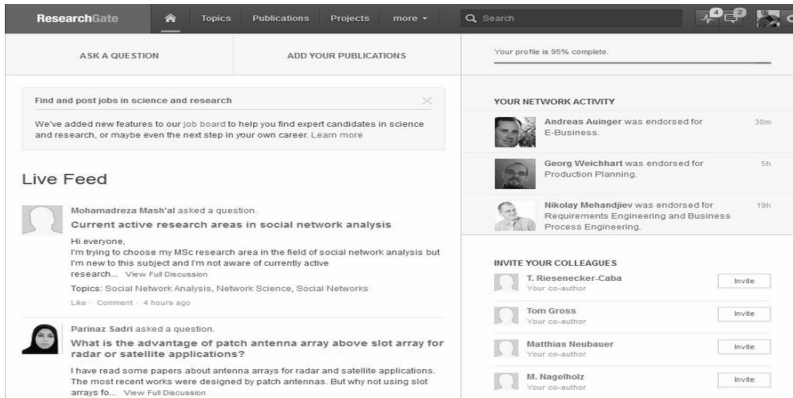 ResearchGate Topics Publications Projects more Search 4 2
ASK A QUESTION ADD YOUR PUBLICATIONS
Your profile is 95% complete.
Find and post jobs in science and research
We've added new features to our job board to help you find expert candidates in science
and research, or maybe even the next step in your own career. Learn more
Live Feed
Mohamadreza Mash'al asked a question.
Current active research areas in social network analysis
Hi everyone,
I'm trying to choose my MSc research area in the field of social network analysis but
I'm new to this subject and I'm not aware of currently active
research... View Full Discussion
Topics: Social Network Analysis, Network Science, Social Networks
Like · Comment · 4 hours ago
Parinaz Sadri asked a question.
What is the advantage of patch antenna array above slot array for
radar or satellite applications?
I have read some papers about antenna arrays for radar and satellite applications.
The most recent works were designed by patch antennas. But why not using slot
arrays fo... View Full Discussion
YOUR NETWORK ACTIVITY
Andreas Auinger was endorsed for 30m
E-Business.
Georg Weichhart was endorsed for 5h
Production Planning.
Nikolay Mehandjiev was endorsed for 19h
Requirements Engineering and Business
Process Engineering.
INVITE YOUR COLLEAGUES
T. Riesenecker-Caba
Your co-author
Invite
Tom Gross
Your co-author
Invite
Matthias Neubauer
Your co-author
Invite
M. Nagelholz
Your co-author
Invite